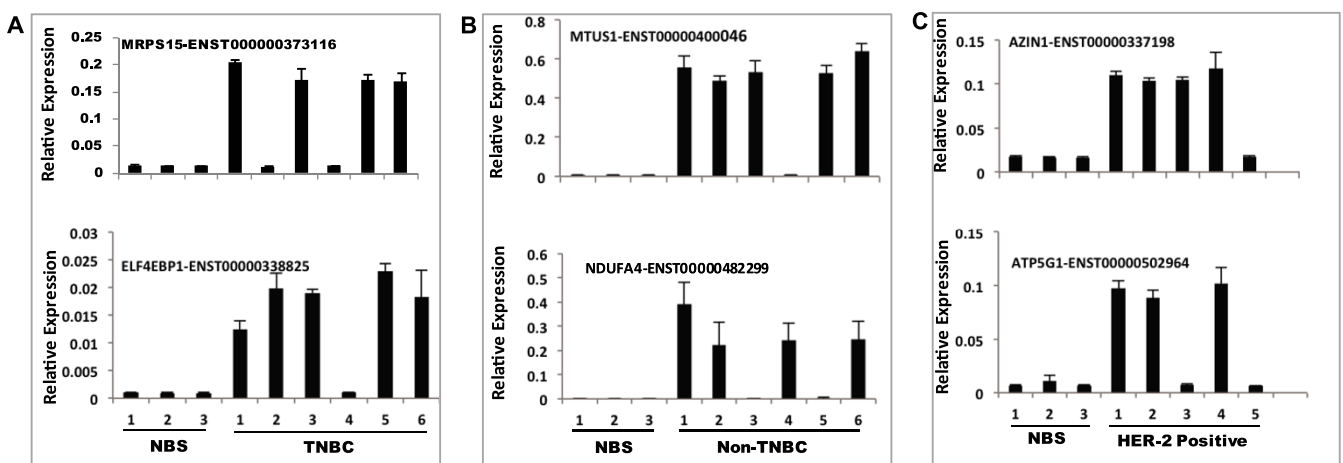 A
Relative Expression
MRPS15-ENST000000373116
0.25
0.2
0.15
0.1
0.05
0
Relative Expression
ELF4EBP1-ENST00000338825
0.03
0.025
0.02
0.015
0.01
0.005
0
1 2 3 1 2 3 4 5 6
NBS TNBC
B
Relative Expression
MTUS1-ENST00000400046
0.8
0.6
0.4
0.2
0
Relative Expression
NDUFA4-ENST00000482299
0.6
0.5
0.4
0.3
0.2
0.1
0
1 2 3 1 2 3 4 5 6
NBS Non-TNBC
C
Relative Expression
AZIN1-ENST00000337198
0.15
0.1
0.05
0
Relative Expression
ATP5G1-ENST00000502964
0.15
0.1
0.05
0
1 2 3 1 2 3 4 5
NBS HER-2 Positive